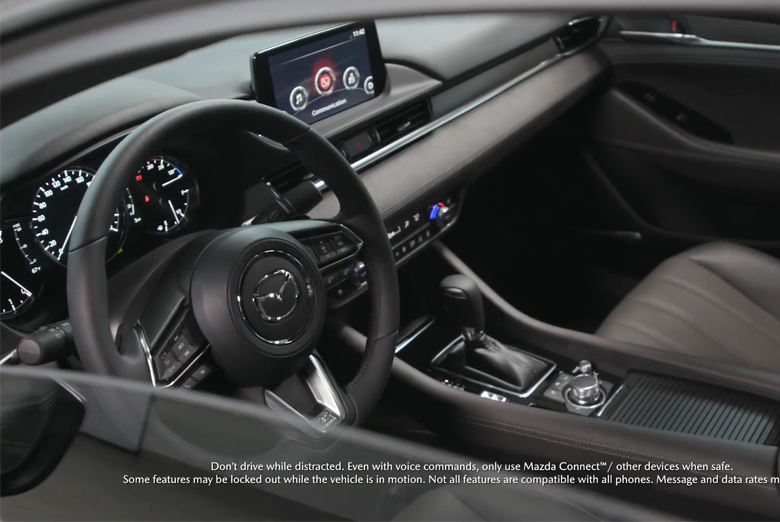 11:42
Communication
Don't drive while distracted. Even with voice commands, only use Mazda Connect™/ other devices when safe.
Some features may be locked out while the vehicle is in motion. Not all features are compatible with all phones. Message and data rates m